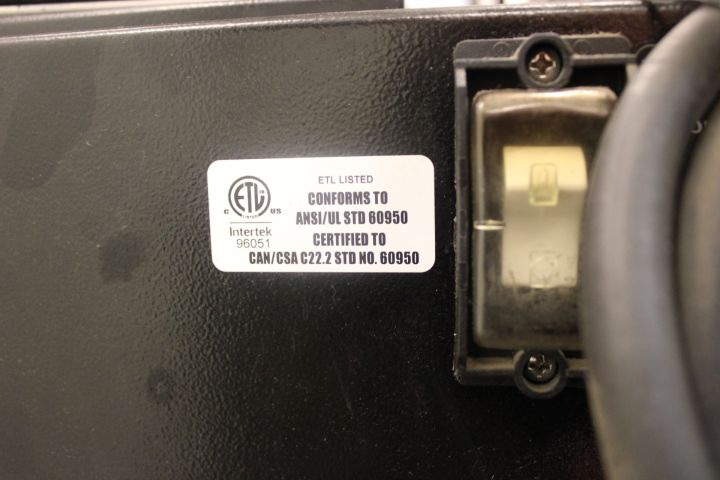 ETL LISTED
CONFORMS TO
ANSI/UL STD 60950
CERTIFIED TO
CAN/CSA C22.2 STD NO. 60950
ETL
LISTED
C US
Intertek
96051